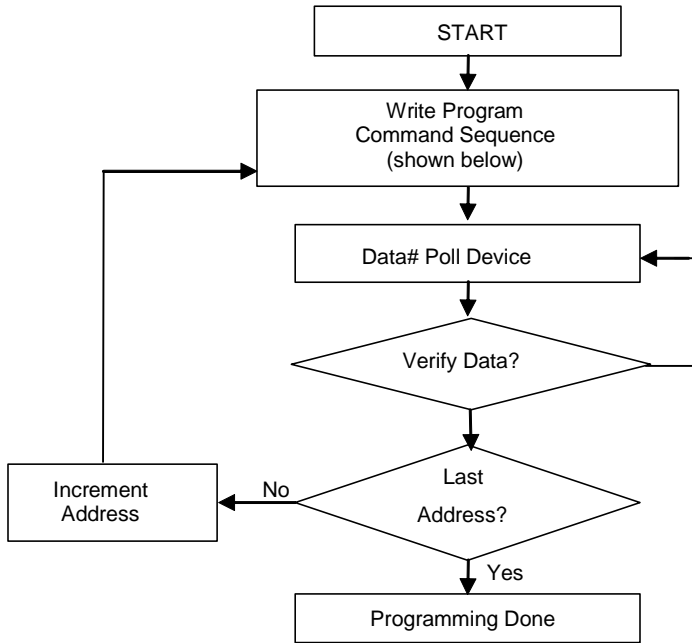 START
Write Program
Command Sequence
(shown below)
Data# Poll Device
Verify Data?
Last
Address?
No
Increment
Address
Yes
Programming Done